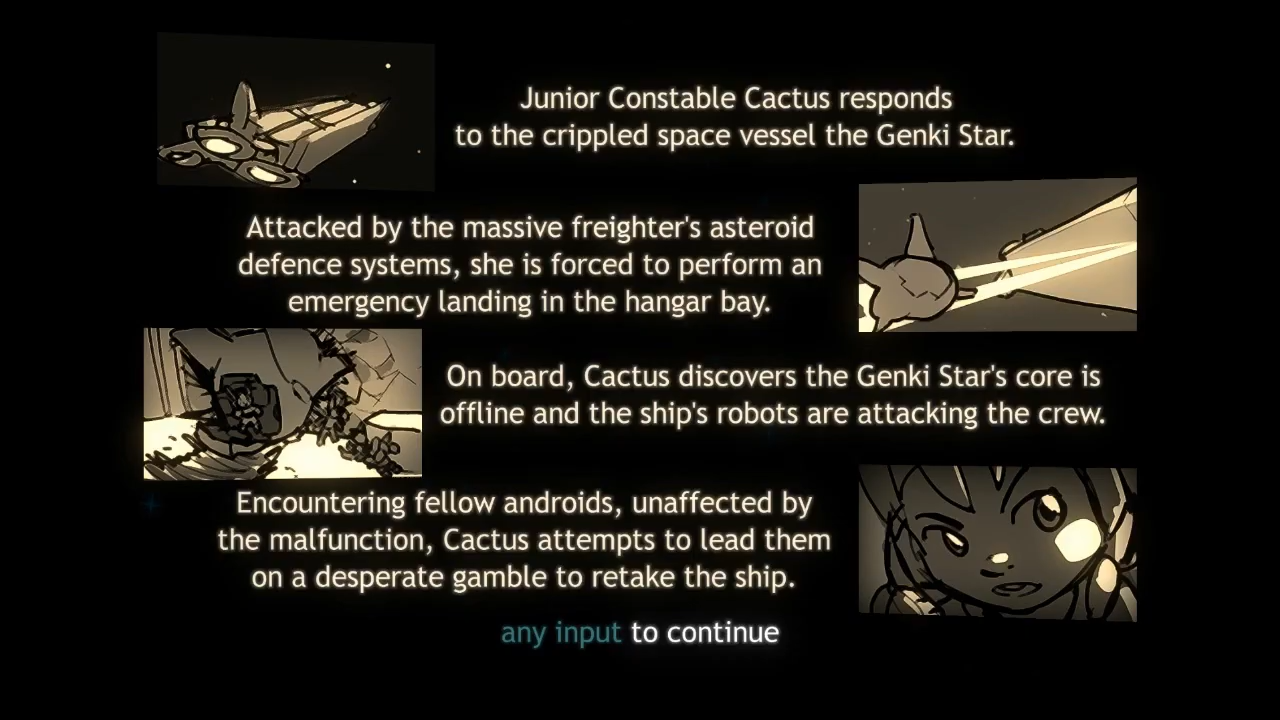 Junior Constable Cactus responds
to the crippled space vessel the Genki Star.
Attacked by the massive freighter's asteroid
defence systems, she is forced to perform an
emergency landing in the hangar bay.
On board, Cactus discovers the Genki Star's core is
offline and the ship's robots are attacking the crew.
Encountering fellow androids, unaffected by
the malfunction, Cactus attempts to lead them
on a desperate gamble to retake the ship.
any input to continue